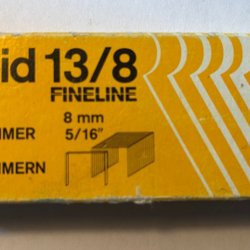 id 13/8
FINELINE
8 mm
MMER 5/16"
MMERN